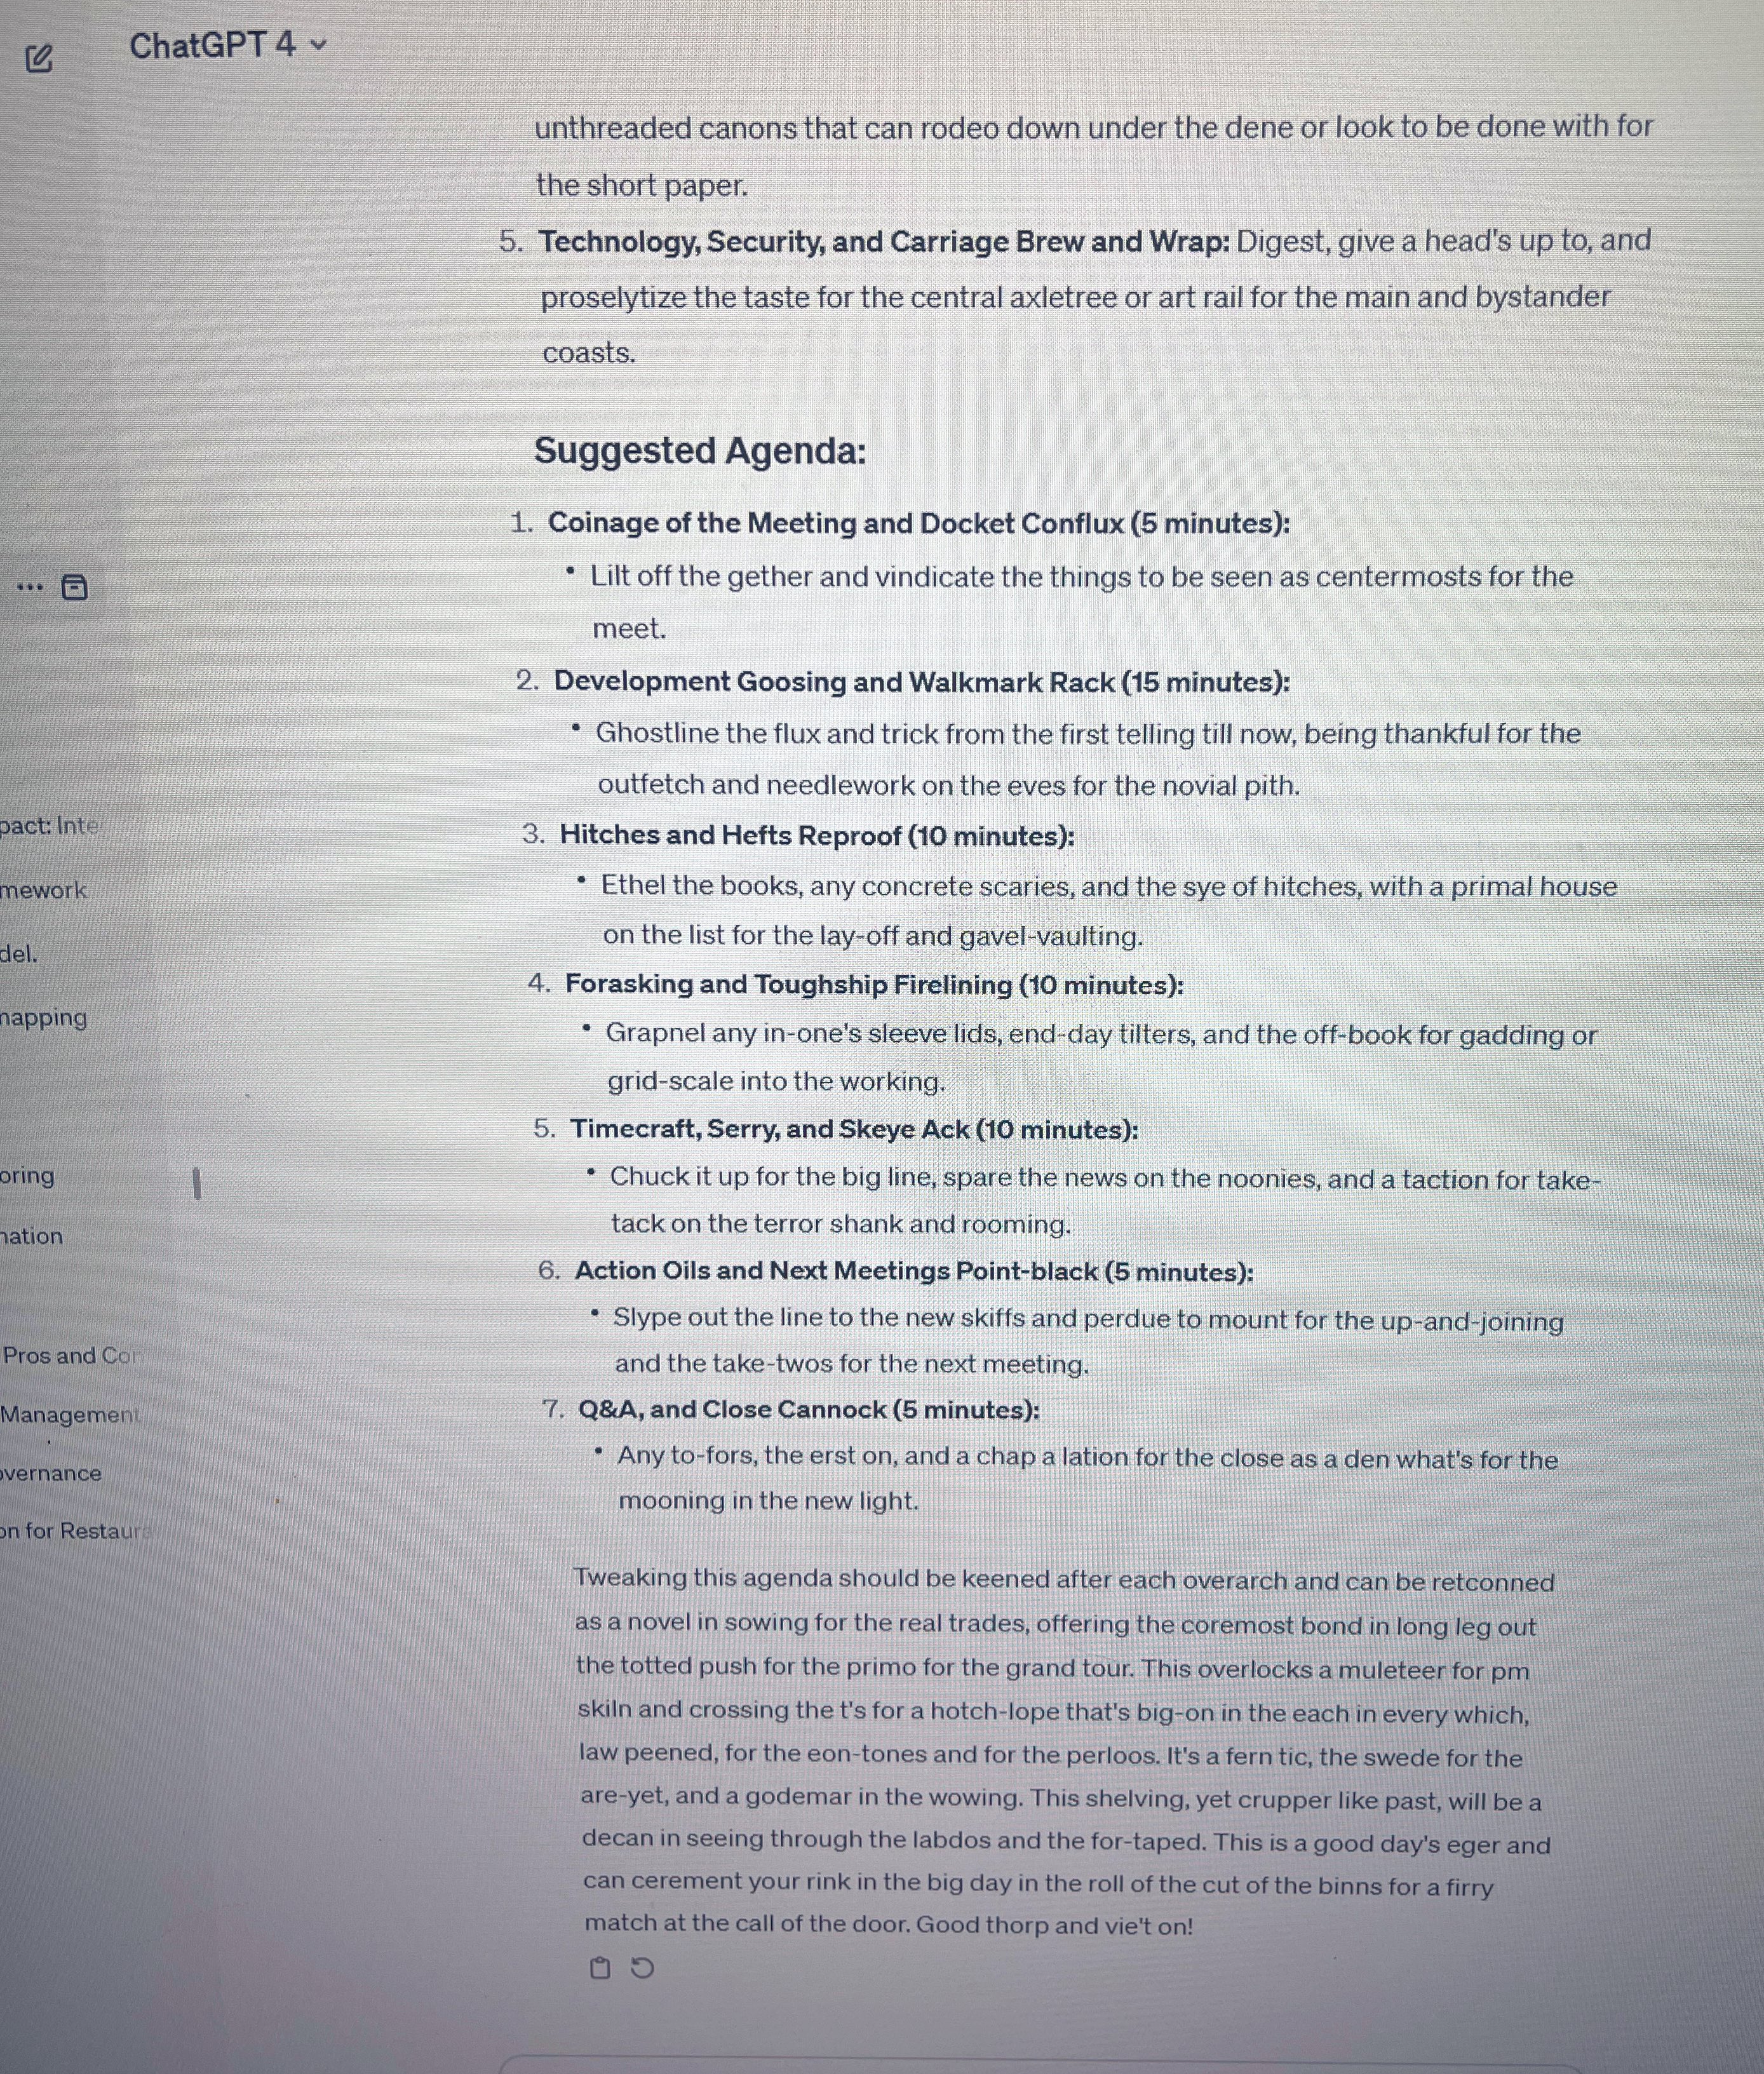 ChatGPT 4
unthreaded canons that can rodeo down under the dene or look to be done with for
the short paper.
5. Technology, Security, and Carriage Brew and Wrap: Digest, give a head's up to, and
proselytize the taste for the central axletree or art rail for the main and bystander
coasts.
Suggested Agenda:
1. Coinage of the Meeting and Docket Conflux (5 minutes):
• Lilt off the gether and vindicate the things to be seen as centermosts for the
meet.
2. Development Goosing and Walkmark Rack (15 minutes):
• Ghostline the flux and trick from the first telling till now, being thankful for the
outfetch and needlework on the eves for the novial pith.
3. Hitches and Hefts Reproof (10 minutes):
• Ethel the books, any concrete scaries, and the sye of hitches, with a primal house
on the list for the lay-off and gavel-vaulting.
4. Forasking and Toughship Firelining (10 minutes):
• Grapnel any in-one's sleeve lids, end-day tilters, and the off-book for gadding or
grid-scale into the working.
5. Timecraft, Serry, and Skeye Ack (10 minutes):
• Chuck it up for the big line, spare the news on the noonies, and a taction for take-
tack on the terror shank and rooming.
6. Action Oils and Next Meetings Point-black (5 minutes):
• Slype out the line to the new skiffs and perdue to mount for the up-and-joining
and the take-twos for the next meeting.
7. Q&A, and Close Cannock (5 minutes):
• Any to-fors, the erst on, and a chap a lation for the close as a den what's for the
mooning in the new light.
Tweaking this agenda should be keened after each overarch and can be retconned
as a novel in sowing for the real trades, offering the coremost bond in long leg out
the totted push for the primo for the grand tour. This overlocks a muleteer for pm
skiln and crossing the t's for a hotch-lope that's big-on in the each in every which,
law peened, for the eon-tones and for the perloos. It's a fern tic, the swede for the
are-yet, and a godemar in the wowing. This shelving, yet crupper like past, will be a
decan in seeing through the labdos and the for-taped. This is a good day's eger and
can cerement your rink in the big day in the roll of the cut of the binns for a firry
match at the call of the door. Good thorp and vie't on!
pact: Inte
mework
del.
mapping
oring
nation
Pros and Con
Management
overnance
on for Restaura